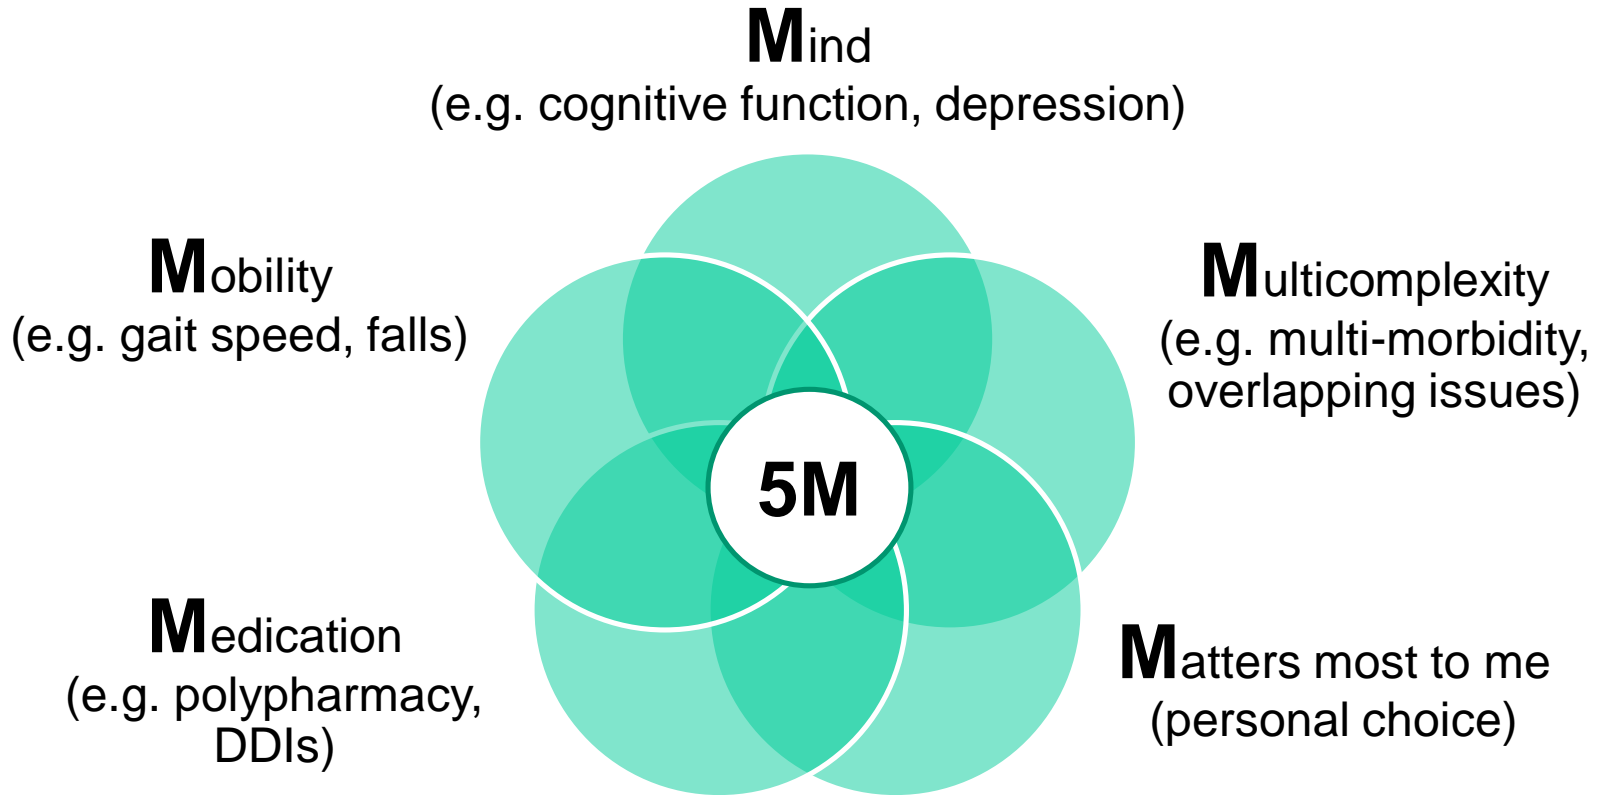 Mind
(e.g. cognitive function, depression)
Mobility
(e.g. gait speed, falls)
Multicomplexity
(e.g. multi-morbidity,
overlapping issues)
5M
Medication
(e.g. polypharmacy,
DDIs)
Matters most to me
(personal choice)